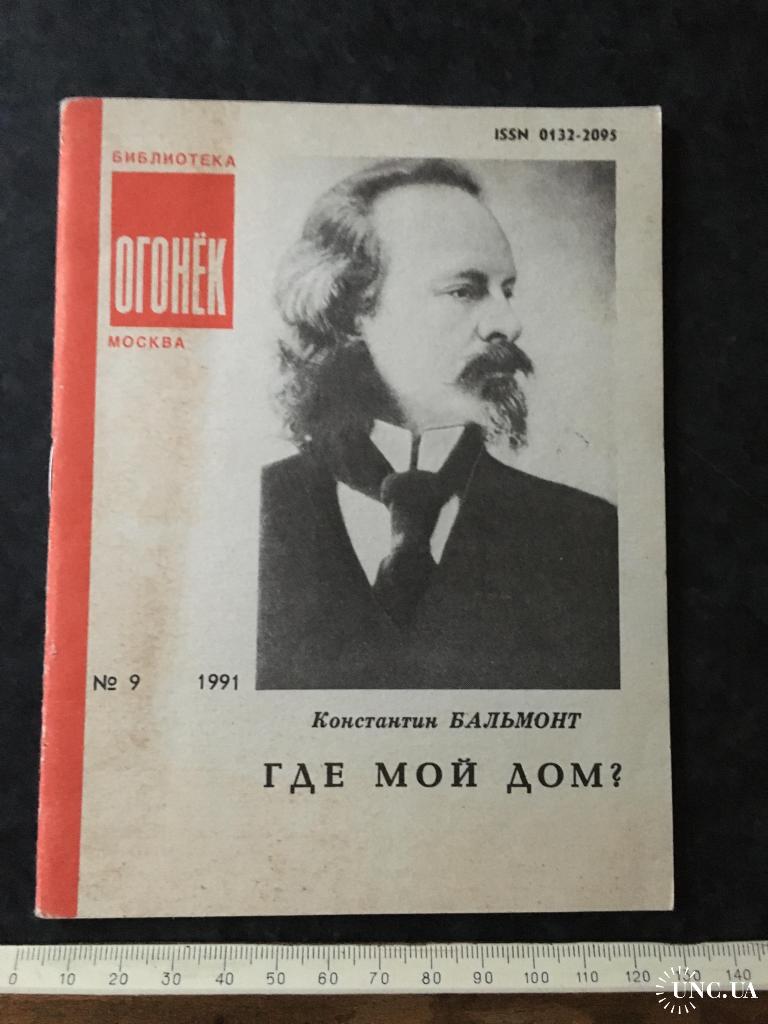 ISSN 0132-2095
БИБЛИОТЕКА
ОГОНЁК
МОСКВА
№ 9 1991
Константин БАЛЬМОНТ
ГДЕ МОЙ ДОМ?
0 10 20 30 40 50 60 70 80 90 100 110 120 130 140
UNC.UA